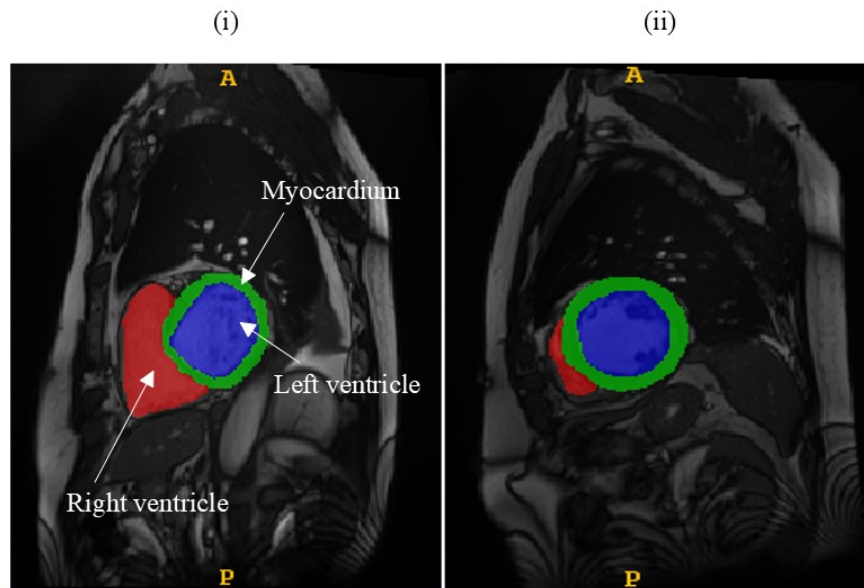 (i)
(ii)
A
A
Myocardium
Left ventricle
Right ventricle
P
P